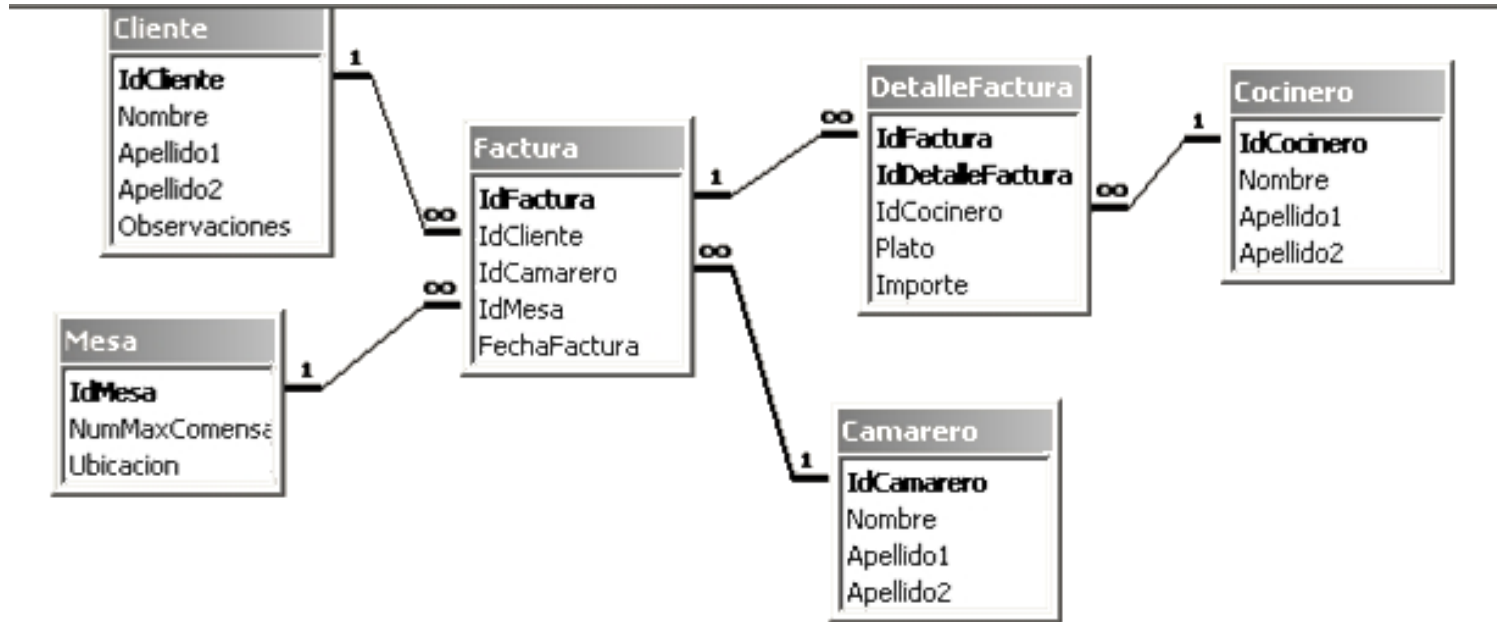 Cliente
IdCliente
Nombre
Apellido1
Apellido2
Observaciones
1
∞
Mesa
IdMesa
NumMaxComensa
Ubicacion
1
∞
Factura
IdFactura
IdCliente
IdCamarero
IdMesa
FechaFactura
1
∞
∞
1
DetalleFactura
IdFactura
IdDetalleFactura
IdCocinero
Plato
Importe
∞
1
Cocinero
IdCocinero
Nombre
Apellido1
Apellido2
Camarero
IdCamarero
Nombre
Apellido1
Apellido2